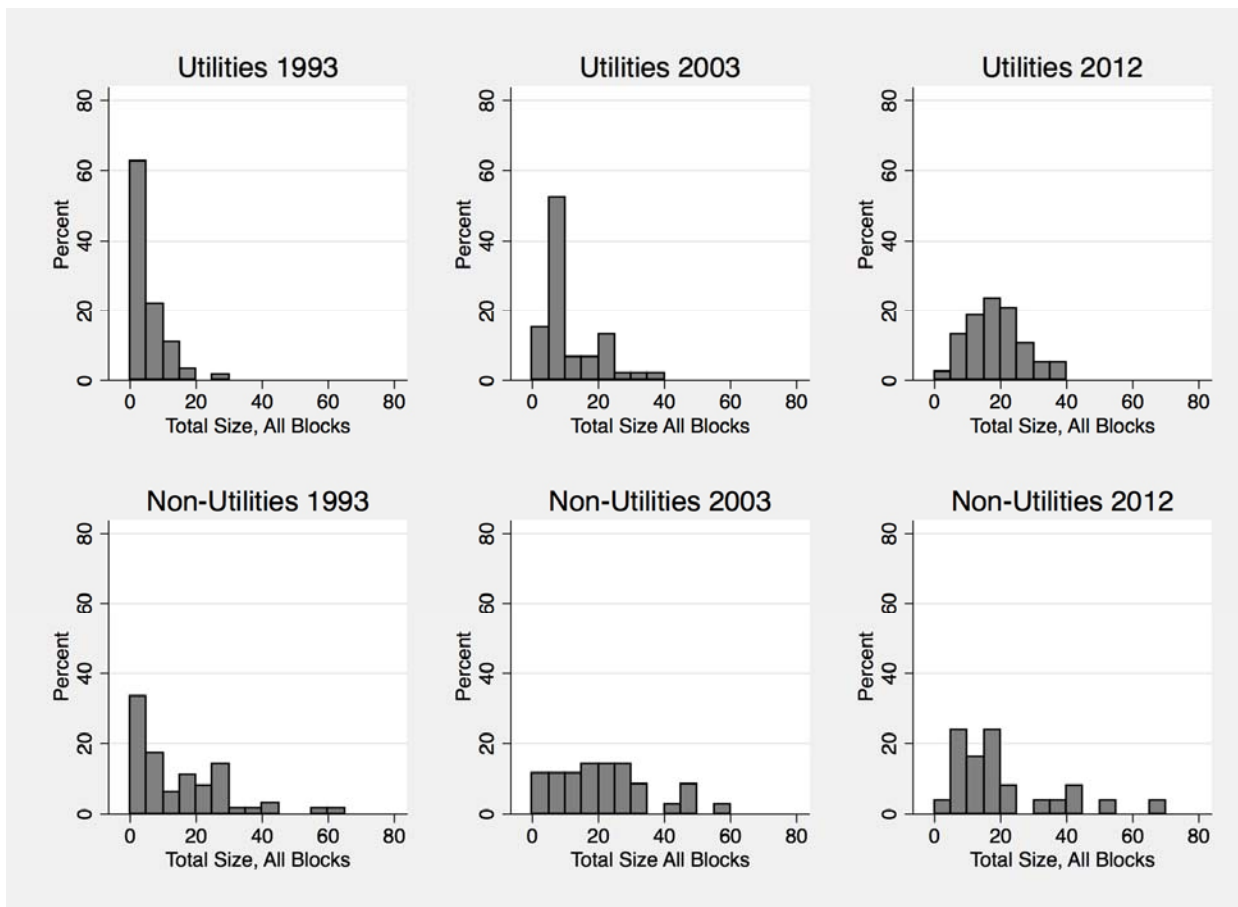 Utilities 1993
80
60
40
20
0
Percent
0 20 40 60 80
Total Size, All Blocks
Utilities 2003
80
60
40
20
0
Percent
0 20 40 60 80
Total Size All Blocks
Utilities 2012
80
60
40
20
0
Percent
0 20 40 60 80
Total Size, All Blocks
Non-Utilities 1993
80
60
40
20
0
Percent
0 20 40 60 80
Total Size, All Blocks
Non-Utilities 2003
80
60
40
20
0
Percent
0 20 40 60 80
Total Size All Blocks
Non-Utilities 2012
80
60
40
20
0
Percent
0 20 40 60 80
Total Size, All Blocks